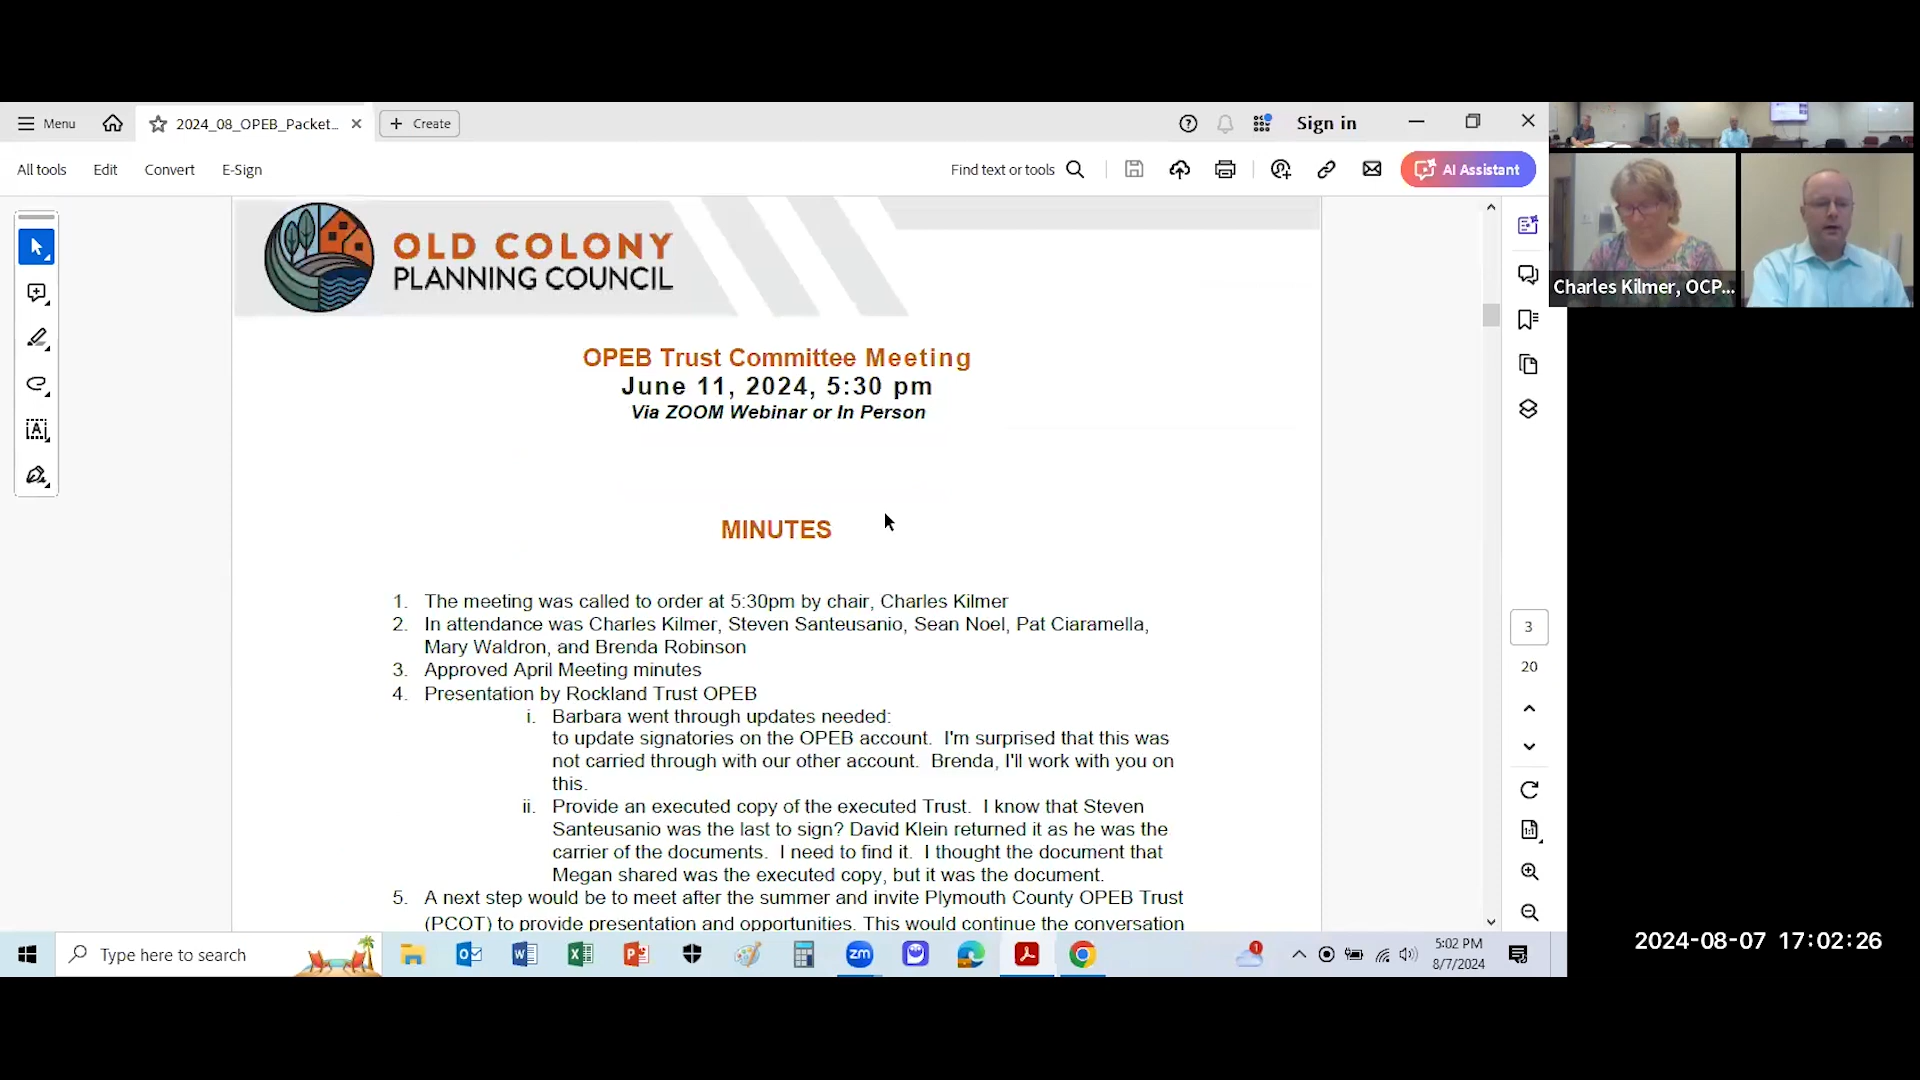 Menu
2024_08_OPEB_Packet...
Create
Sign in
All tools
Edit
Convert
E-Sign
Find text or tools
AI Assistant
OLD COLONY
PLANNING COUNCIL
OPEB Trust Committee Meeting
June 11, 2024, 5:30 pm
Via ZOOM Webinar or In Person
MINUTES
1. The meeting was called to order at 5:30pm by chair, Charles Kilmer
2. In attendance was Charles Kilmer, Steven Santeusanio, Sean Noel, Pat Ciaramella,
Mary Waldron, and Brenda Robinson
3. Approved April Meeting minutes
4. Presentation by Rockland Trust OPEB
i. Barbara went through updates needed:
to update signatories on the OPEB account. I'm surprised that this was
not carried through with our other account. Brenda, I'll work with you on
this.
ii. Provide an executed copy of the executed Trust. I know that Steven
Santeusanio was the last to sign? David Klein returned it as he was the
carrier of the documents. I need to find it. I thought the document that
Megan shared was the executed copy, but it was the document.
5. A next step would be to meet after the summer and invite Plymouth County OPEB Trust
(PCOT) to provide presentation and opportunities. This would continue the conversation
3
20
Charles Kilmer, OCP...
2024-08-07 17:02:26
Type here to search
zm
1
5:02 PM
8/7/2024